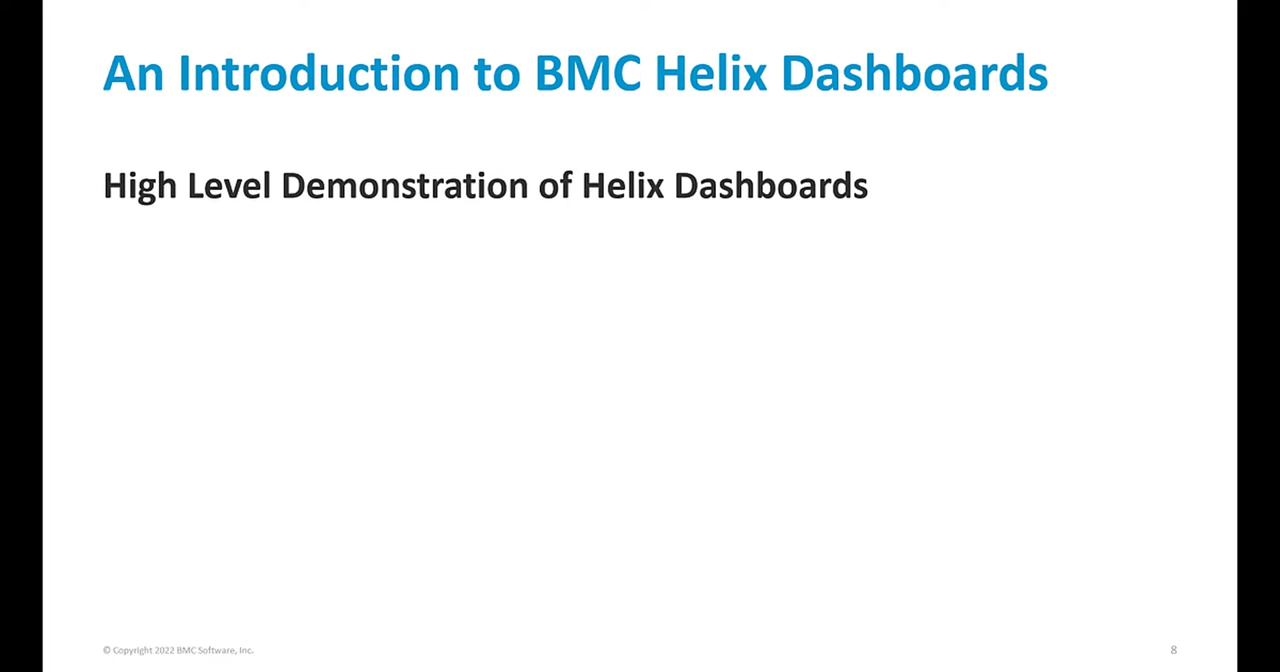 An Introduction to BMC Helix Dashboards
High Level Demonstration of Helix Dashboards
© Copyright 2022 BMC Software, Inc.
8